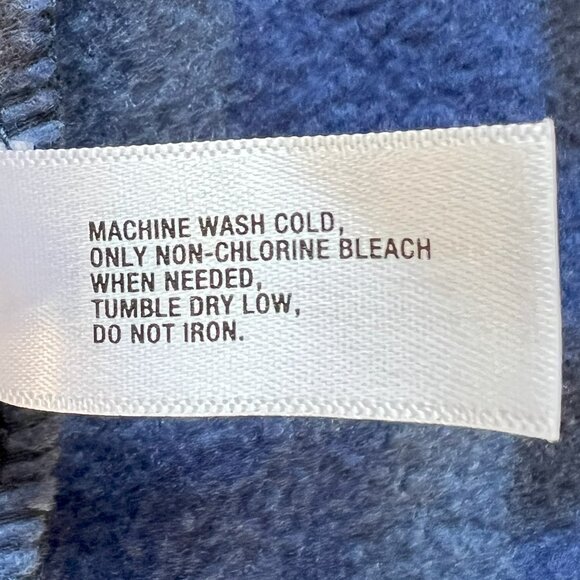 MACHINE WASH COLD,
ONLY NON-CHLORINE BLEACH
WHEN NEEDED,
TUMBLE DRY LOW,
DO NOT IRON.